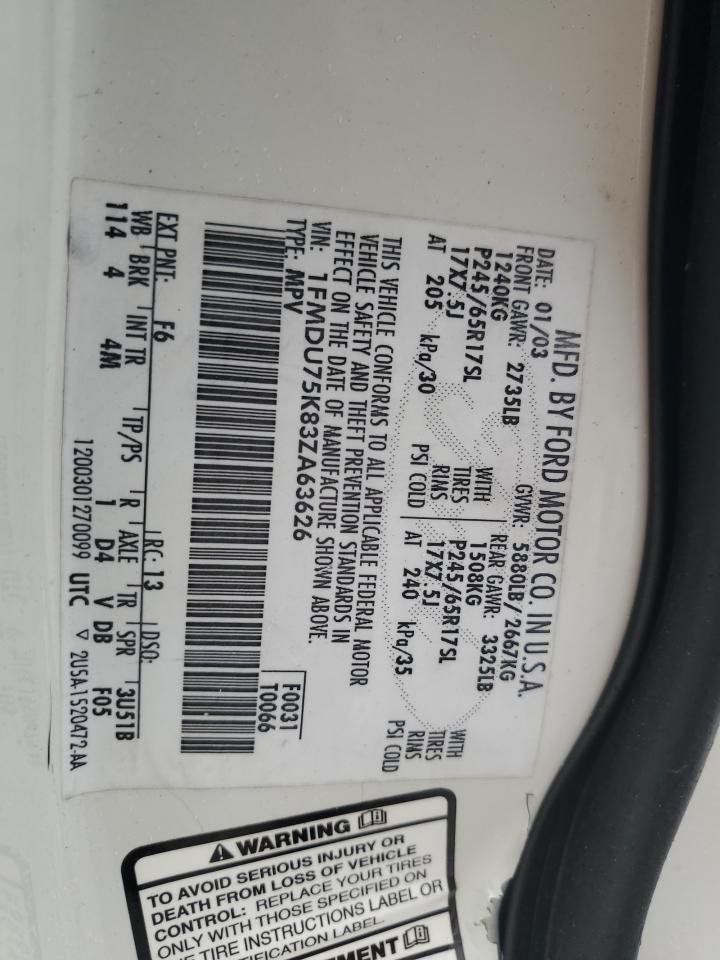 MFD. BY FORD MOTOR CO. IN U.S.A.
DATE: 01/03 GVWR: 5880LB/2667KG
FRONT GAWR: 2735LB REAR GAWR: 3325LB
1240KG WITH 1508KG WITH
P245/65R17SL TIRES P245/65R17SL TIRES
17X7.5J RIMS 17X7.5J RIMS
AT 205 kPa/30 PSI COLD AT 240 kPa/35 PSI COLD
THIS VEHICLE CONFORMS TO ALL APPLICABLE FEDERAL MOTOR
VEHICLE SAFETY AND THEFT PREVENTION STANDARDS IN
EFFECT ON THE DATE OF MANUFACTURE SHOWN ABOVE.
VIN: 1FMDU75K83ZA63626 F0031
TYPE: MPV T0066
EXT PNT: F6 RC: 13 DSO:
WB BRK INT TR TP/PS R AXLE TR SPR 3U51B
114 4 4M 1 D4 V DB F05
1200301270009 UTC ▽ 2U5A-1520472-AA
⚠ WARNING
TO AVOID SERIOUS INJURY OR
DEATH FROM LOSS OF VEHICLE
CONTROL: REPLACE YOUR TIRES
ONLY WITH THOSE SPECIFIED ON
TIRE INSTRUCTIONS LABEL OR
LABEL.